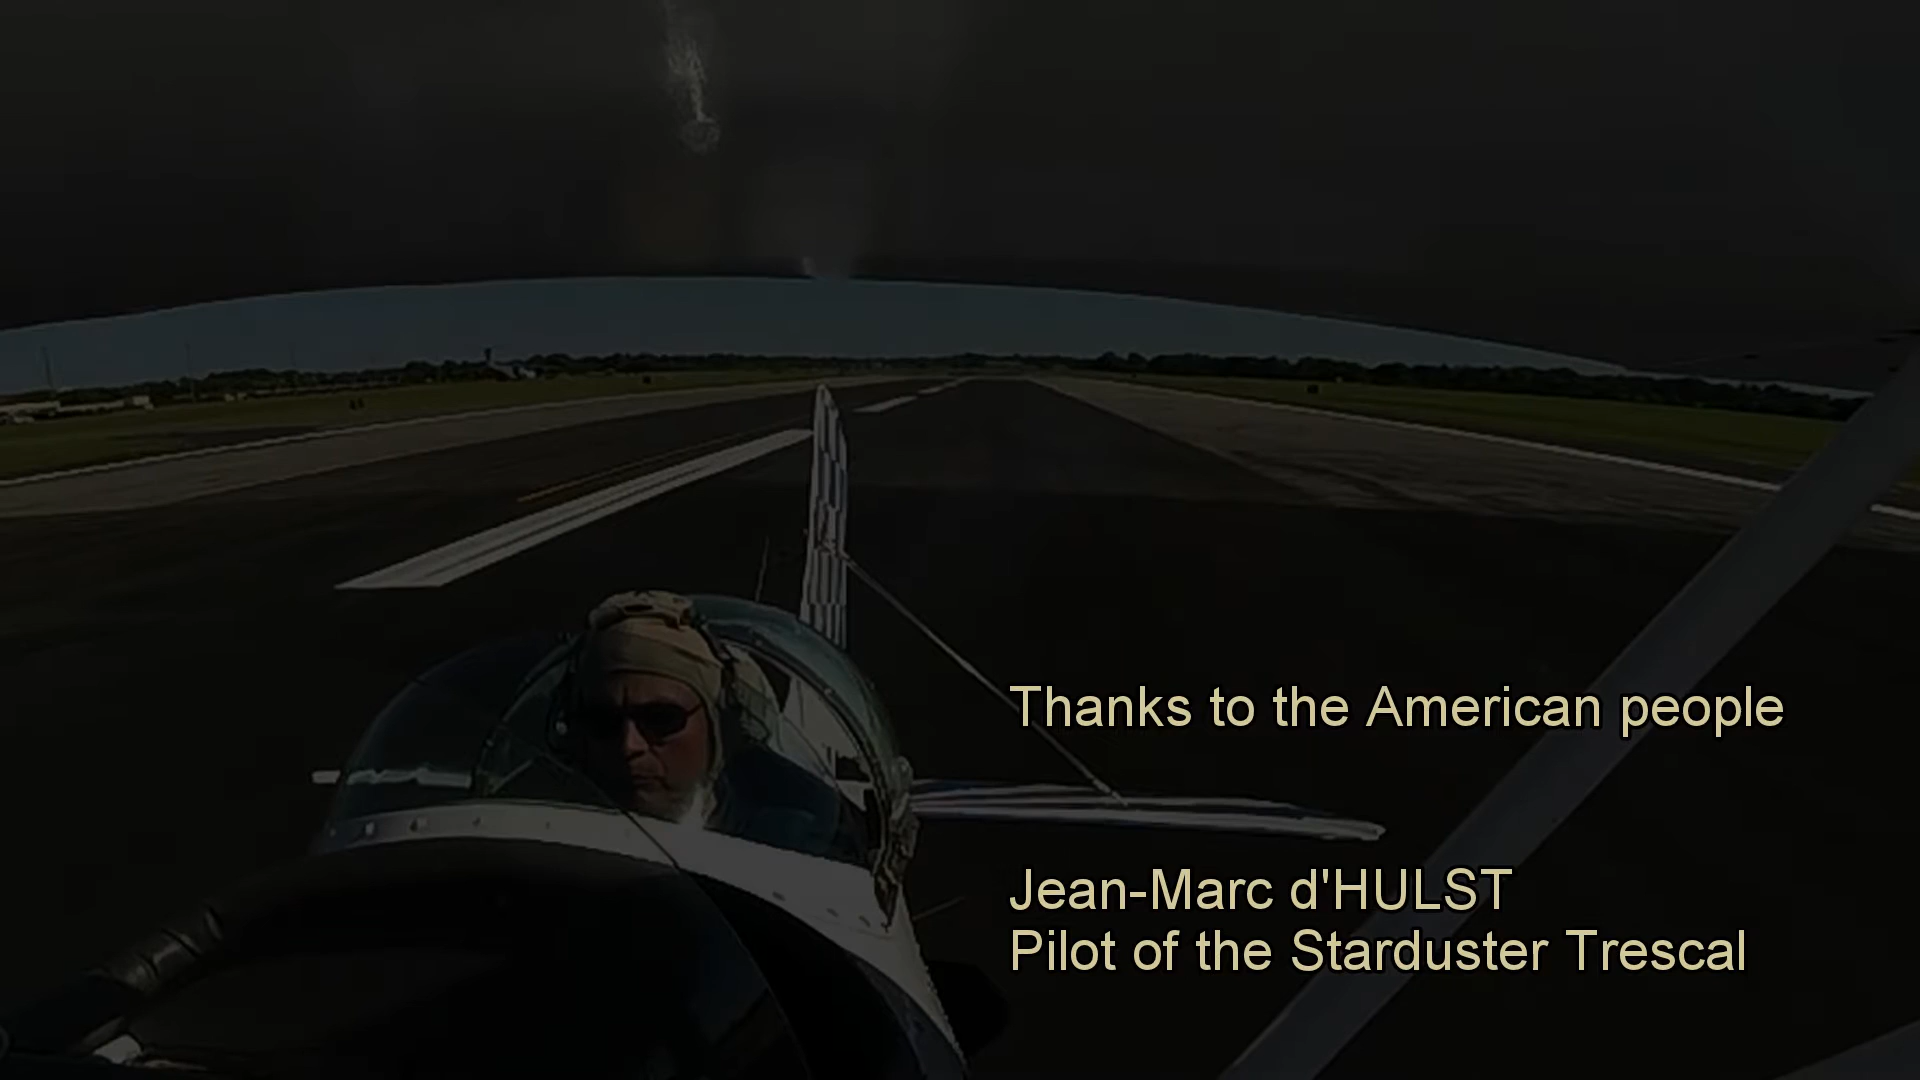 Thanks to the American people
Jean-Marc d'HULST
Pilot of the Starduster Trescal